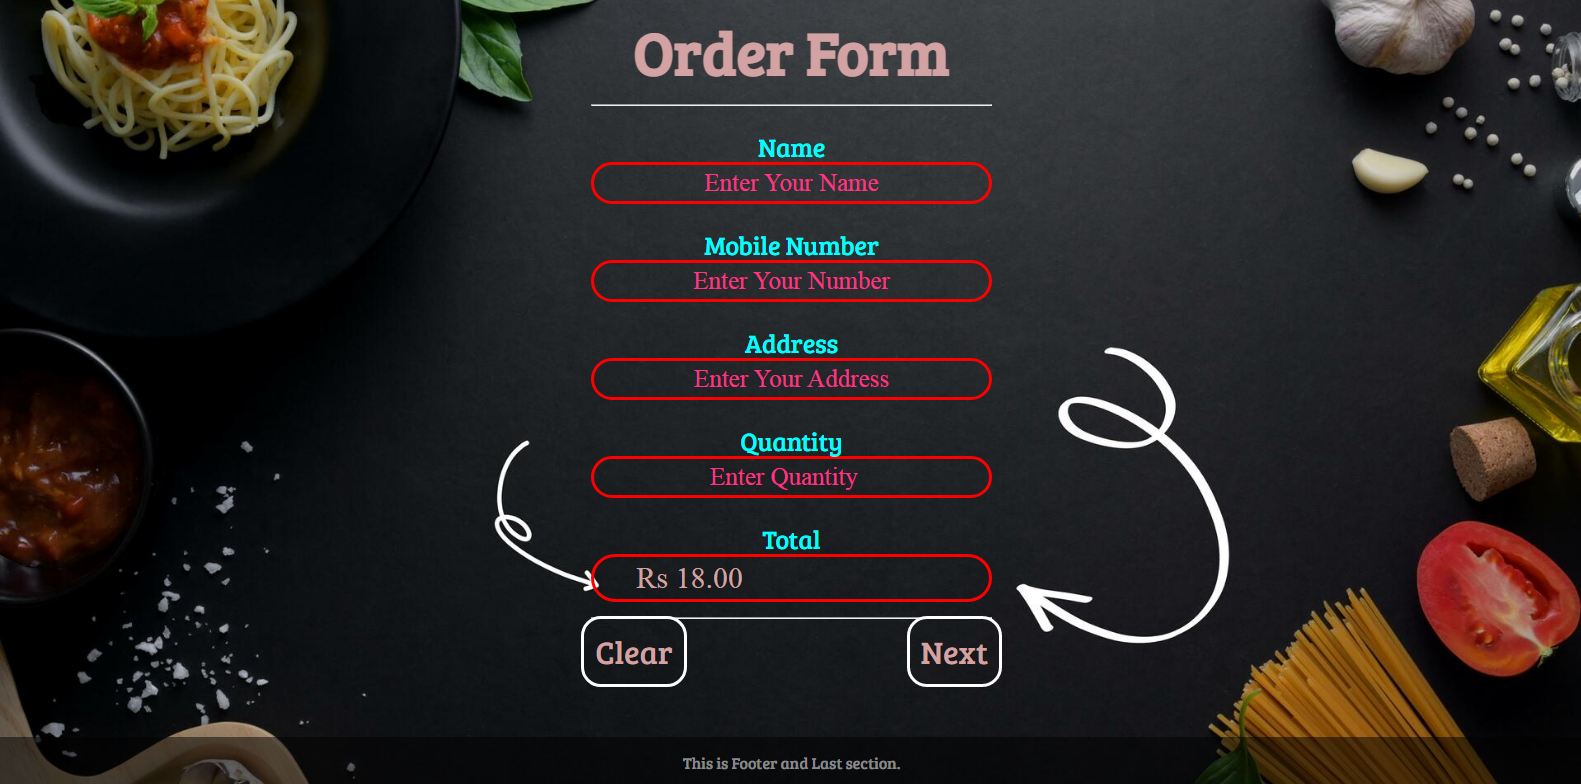 Order Form
Name
Enter Your Name
Mobile Number
Enter Your Number
Address
Enter Your Address
Quantity
Enter Quantity
Total
Rs 18.00
Clear Next
This is Footer and Last section.